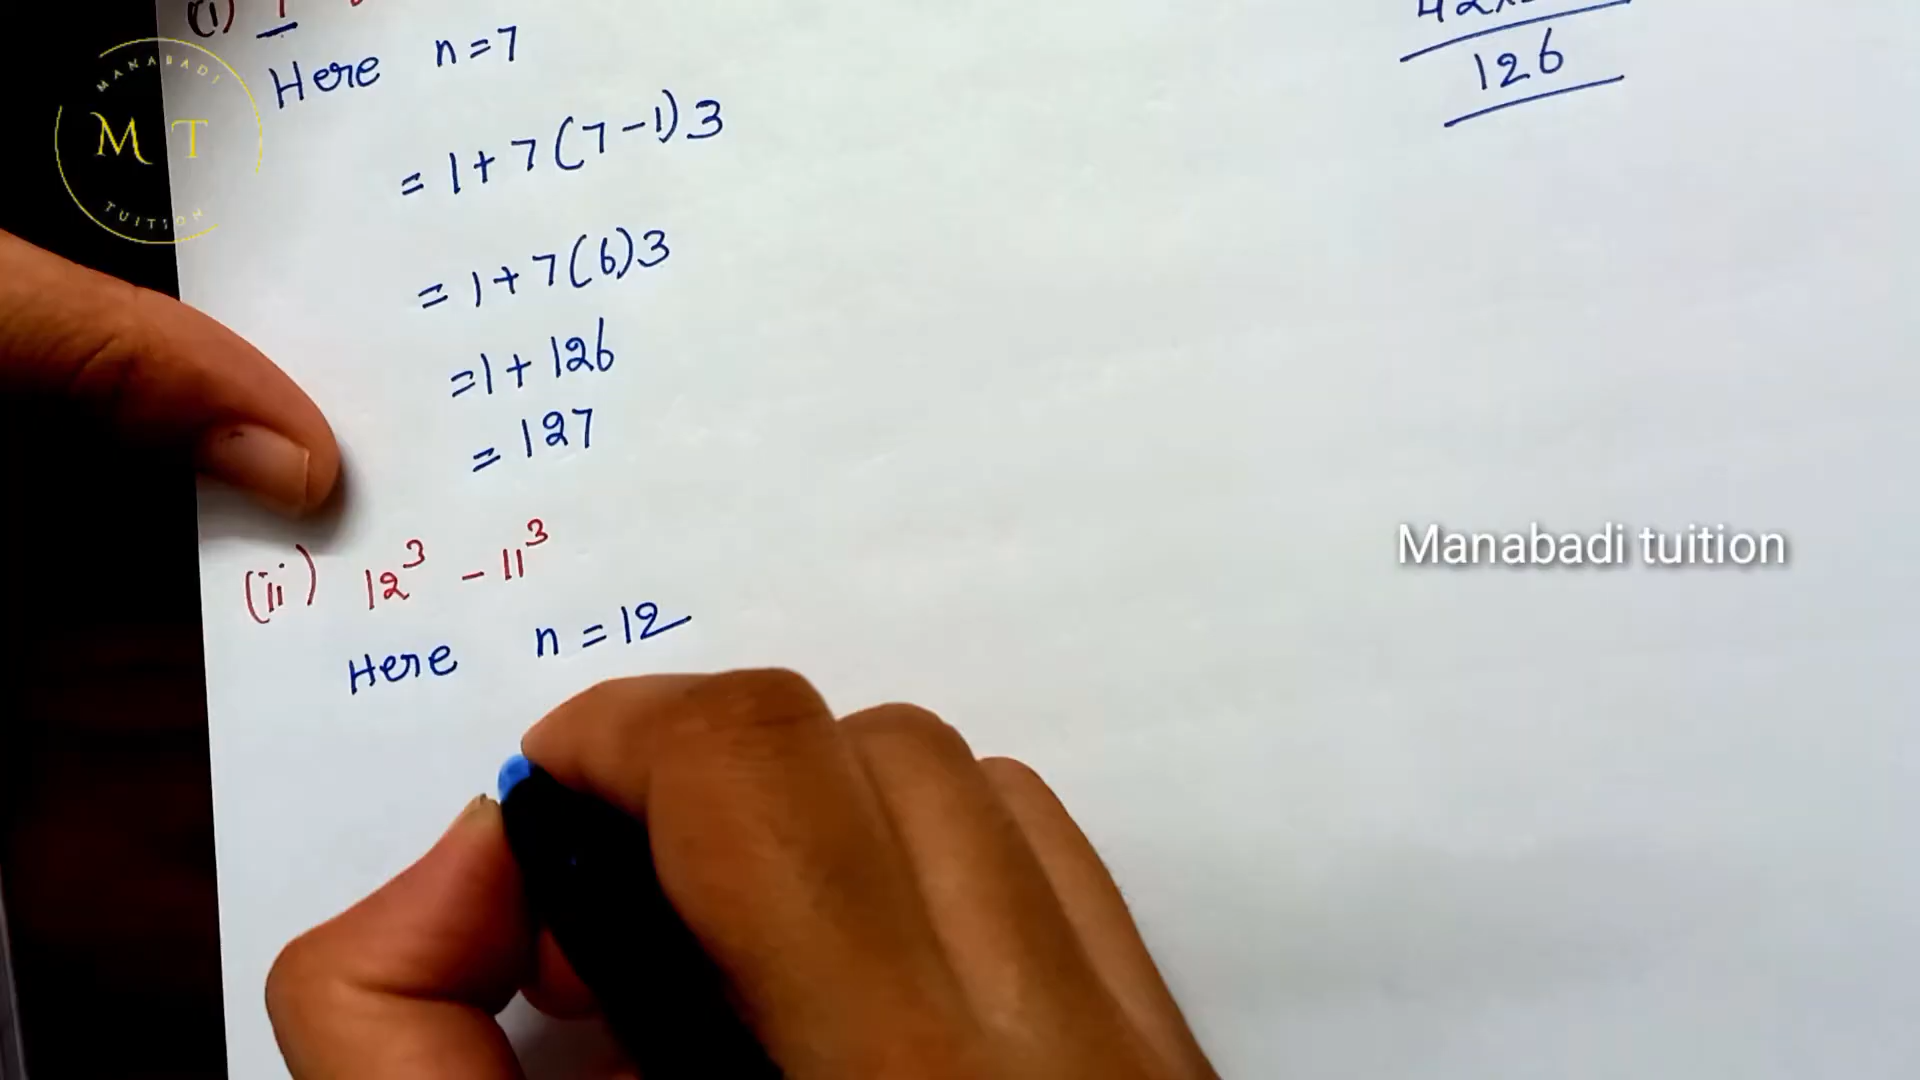 (i)
Here n=7
= 1+7(7-1)3
= 1+7(6)3
=1+126
= 127
(ii) 12³ - 11³
Here n=12
126
MANABADI
MT
TUITION
Manabadi tuition